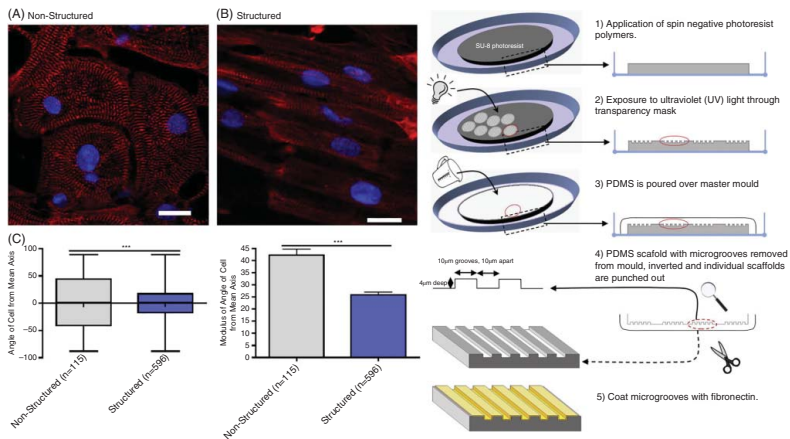 (A) Non-Structured
(B) Structured
(C)
Angle of Cell from Mean Axis
100
50
0
−50
−100
***
Non-Structured (n=115)
Structured (n=596)
Modulus of Angle of Cell
from Mean Axis
45
40
35
30
25
20
15
10
5
0
***
Non-Structured (n=115)
Structured (n=596)
SU-8 photoresist
1) Application of spin negative photoresist
polymers.
2) Exposure to ultraviolet (UV) light through
transparency mask
3) PDMS is poured over master mould
4) PDMS scafold with microgrooves removed
from mould, inverted and individual scaffolds
are punched out
10μm grooves, 10μm apart
4μm deep
5) Coat microgrooves with fibronectin.